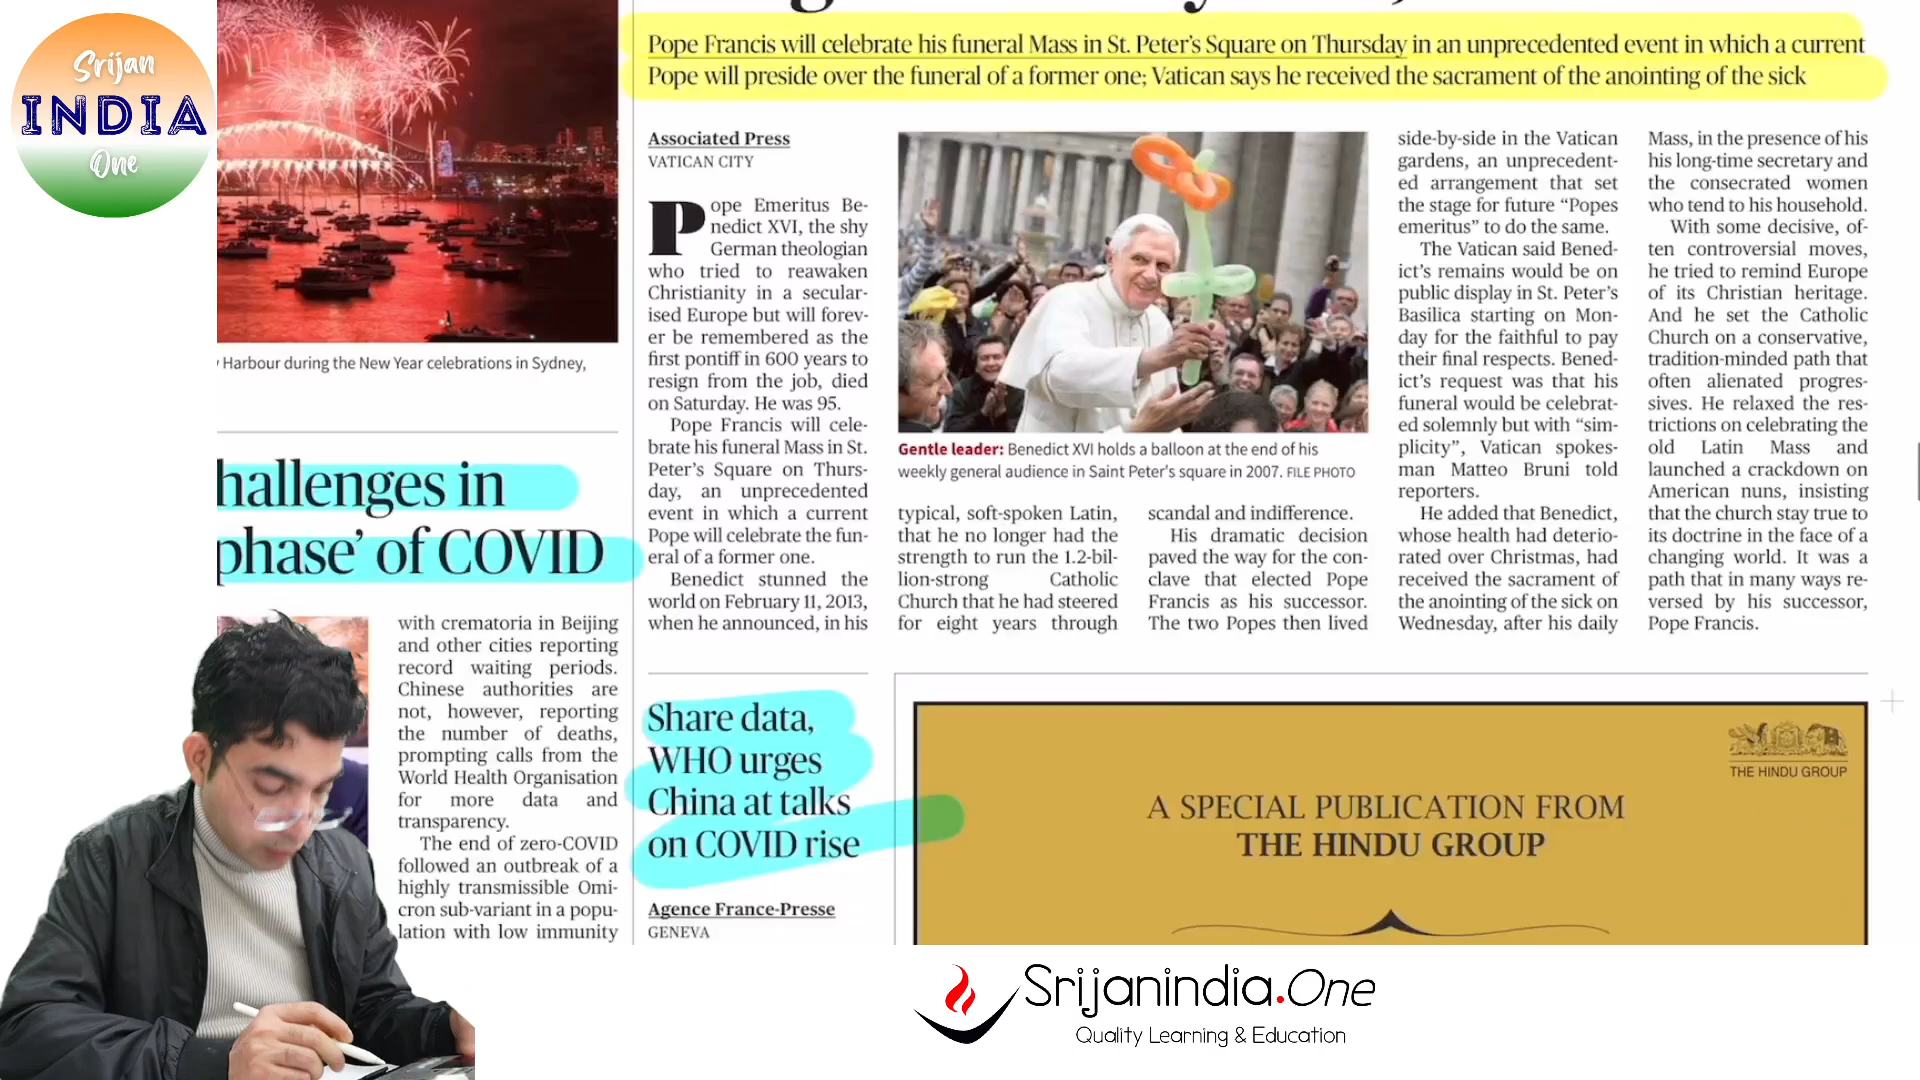 Srijan
INDIA
One
Pope Francis will celebrate his funeral Mass in St. Peter's Square on Thursday in an unprecedented event in which a current
Pope will preside over the funeral of a former one; Vatican says he received the sacrament of the anointing of the sick
Harbour during the New Year celebrations in Sydney,
hallenges in
phase' of COVID
with crematoria in Beijing
and other cities reporting
record waiting periods.
Chinese authorities are
not, however, reporting
the number of deaths,
prompting calls from the
World Health Organisation
for more data and
transparency.
The end of zero-COVID
followed an outbreak of a
highly transmissible Omi-
cron sub-variant in a popu-
lation with low immunity
Associated Press
VATICAN CITY
Pope Emeritus Be-
nedict XVI, the shy
German theologian
who tried to reawaken
Christianity in a secular-
ised Europe but will forev-
er be remembered as the
first pontiff in 600 years to
resign from the job, died
on Saturday. He was 95.
Pope Francis will cele-
brate his funeral Mass in St.
Peter's Square on Thurs-
day, an unprecedented
event in which a current
Pope will celebrate the fun-
eral of a former one.
Benedict stunned the
world on February 11, 2013,
when he announced, in his
Gentle leader: Benedict XVI holds a balloon at the end of his
weekly general audience in Saint Peter's square in 2007. FILE PHOTO
typical, soft-spoken Latin,
that he no longer had the
strength to run the 1.2-bil-
lion-strong Catholic
Church that he had steered
for eight years through
scandal and indifference.
His dramatic decision
paved the way for the con-
clave that elected Pope
Francis as his successor.
The two Popes then lived
side-by-side in the Vatican
gardens, an unprecedent-
ed arrangement that set
the stage for future “Popes
emeritus” to do the same.
The Vatican said Bened-
ict's remains would be on
public display in St. Peter's
Basilica starting on Mon-
day for the faithful to pay
their final respects. Bened-
ict's request was that his
funeral would be celebrat-
ed solemnly but with “sim-
plicity”, Vatican spokes-
man Matteo Bruni told
reporters.
He added that Benedict,
whose health had deterio-
rated over Christmas, had
received the sacrament of
the anointing of the sick on
Wednesday, after his daily
Mass, in the presence of his
his long-time secretary and
the consecrated women
who tend to his household.
With some decisive, of-
ten controversial moves,
he tried to remind Europe
of its Christian heritage.
And he set the Catholic
Church on a conservative,
tradition-minded path that
often alienated progres-
sives. He relaxed the res-
trictions on celebrating the
old Latin Mass and
launched a crackdown on
American nuns, insisting
that the church stay true to
its doctrine in the face of a
changing world. It was a
path that in many ways re-
versed by his successor,
Pope Francis.
Share data,
WHO urges
China at talks
on COVID rise
Agence France-Presse
GENEVA
THE HINDU GROUP
A SPECIAL PUBLICATION FROM
THE HINDU GROUP
Srijanindia.One
Quality Learning & Education